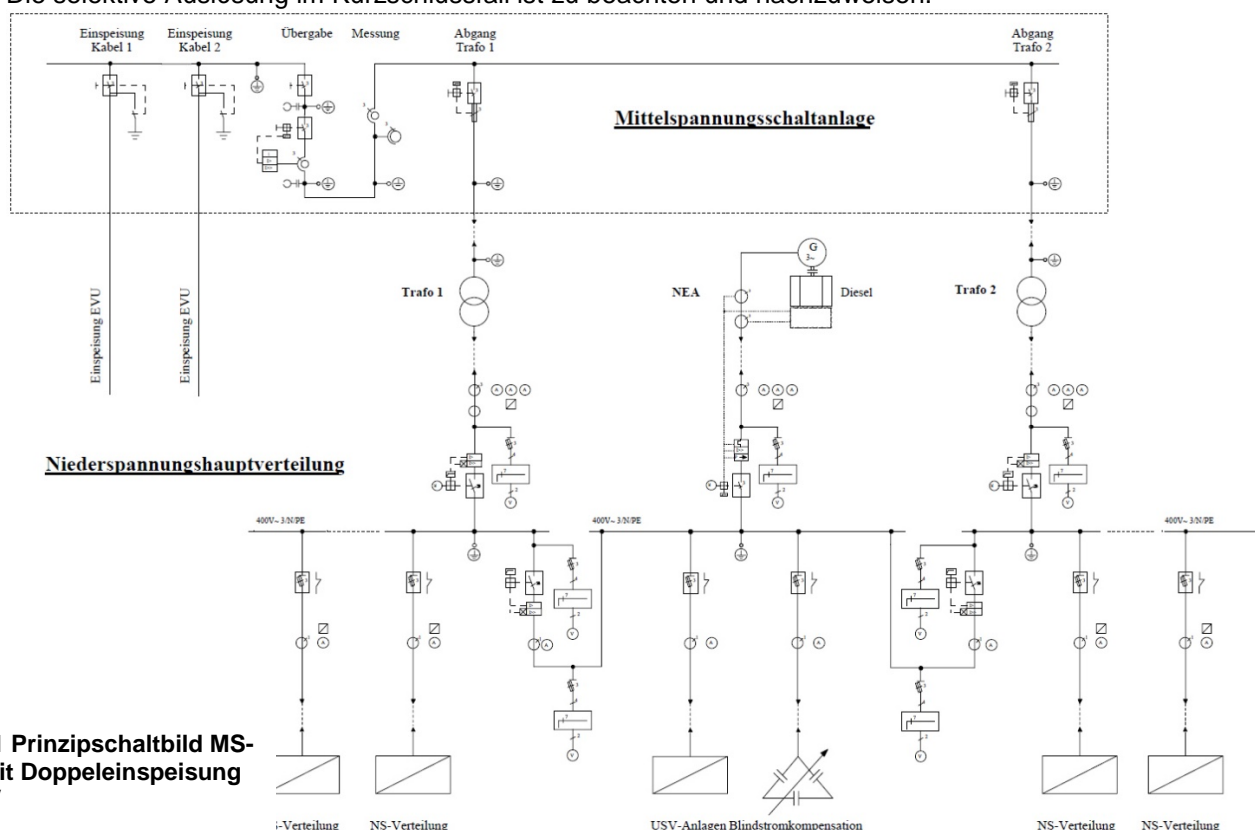 Die selektive Auslösung im Kurzschlussfall ist zu beachten und nachzuweisen.
Einspeisung
Kabel 1
Einspeisung
Kabel 2
Übergabe
Messung
Abgang
Trafo 1
Abgang
Trafo 2
Mittelspannungsschaltanlage
Einspeisung EVU
Einspeisung EVU
Trafo 1
NEA
G
3~
Diesel
Trafo 2
A A A
A A A
A A A
Niederspannungshauptverteilung
V
V
V
400V~ 3/N/PE
400V~ 3/N/PE
400V~ 3/N/PE
A
A
V
A
A
A
V
A
A
A
V
V
Prinzipschaltbild MS-
it Doppeleinspeisung
-Verteilung
NS-Verteilung
USV-Anlagen
Blindstromkompensation
NS-Verteilung
NS-Verteilung